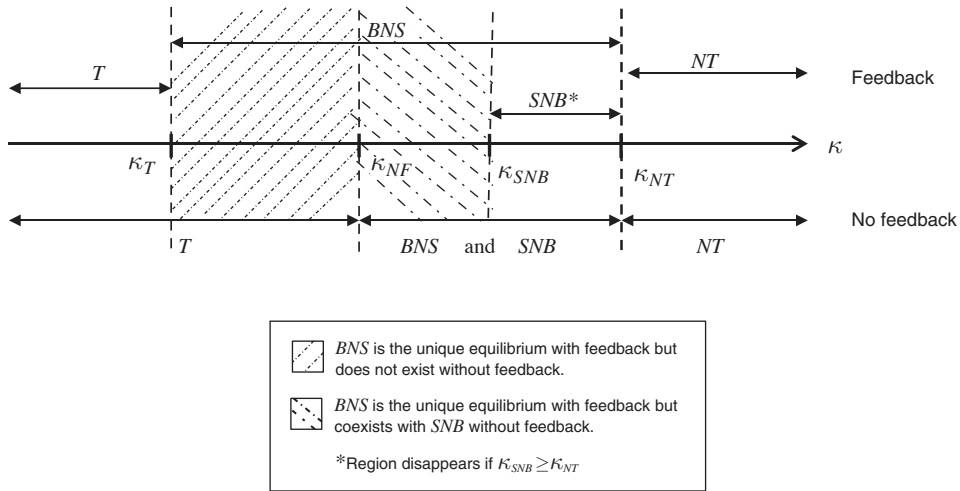 BNS
T
NT
Feedback
SNB*
κ
κ_T
κ_NF
κ_SNB
κ_NT
No feedback
T
BNS and SNB
NT
BNS is the unique equilibrium with feedback but
does not exist without feedback.
BNS is the unique equilibrium with feedback but
coexists with SNB without feedback.
*Region disappears if κ_SNB ≥ κ_NT